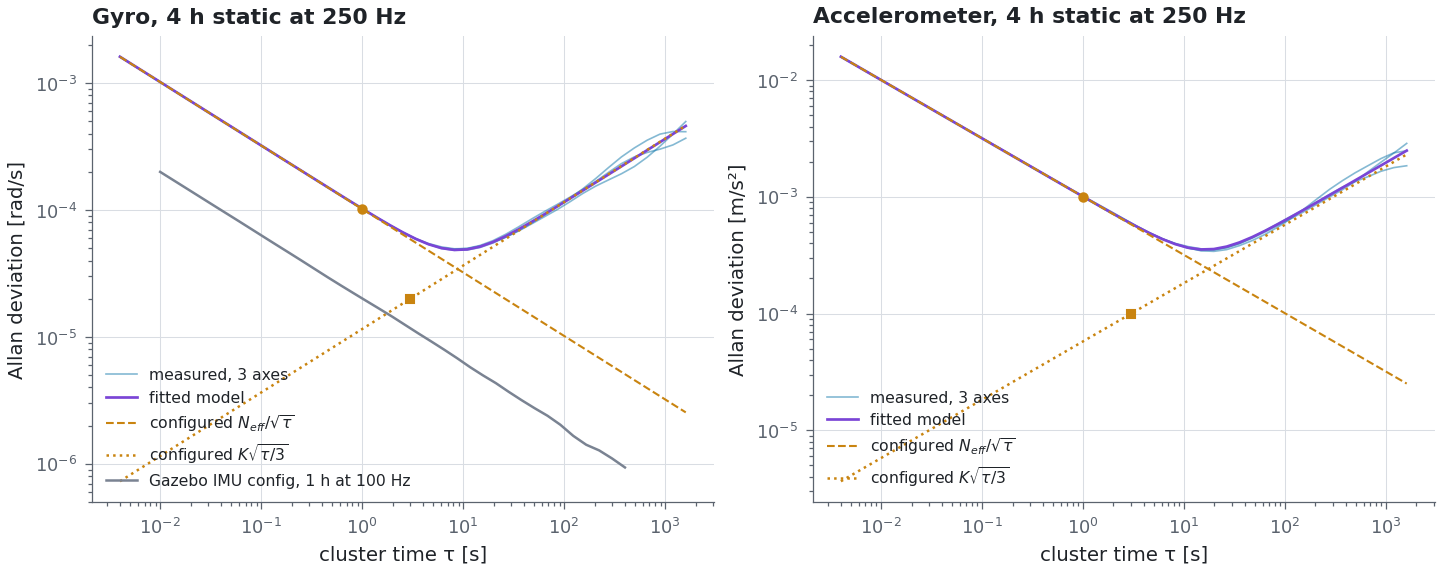 Gyro, 4 h static at 250 Hz
Allan deviation [rad/s]
10⁻³
10⁻⁴
10⁻⁵
10⁻⁶
measured, 3 axes
fitted model
configured N_eff/√τ
configured K√τ/3
Gazebo IMU config, 1 h at 100 Hz
10⁻² 10⁻¹ 10⁰ 10¹ 10² 10³
cluster time τ [s]
Accelerometer, 4 h static at 250 Hz
Allan deviation [m/s²]
10⁻²
10⁻³
10⁻⁴
10⁻⁵
measured, 3 axes
fitted model
configured N_eff/√τ
configured K√τ/3
10⁻² 10⁻¹ 10⁰ 10¹ 10² 10³
cluster time τ [s]